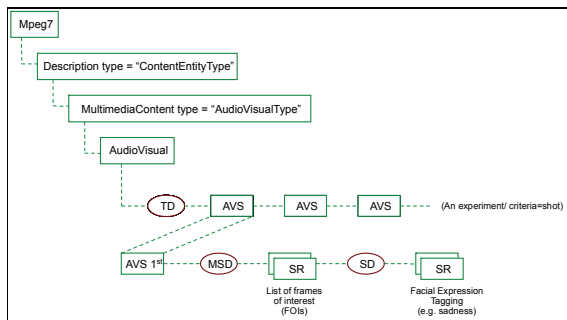 Mpeg7
Description type = “ContentEntityType”
MultimediaContent type = “AudioVisualType”
AudioVisual
TD AVS AVS AVS (An experiment/ criteria=shot)
AVS 1st MSD SR SD SR
List of frames of interest (FOIs)
Facial Expression Tagging (e.g. sadness)